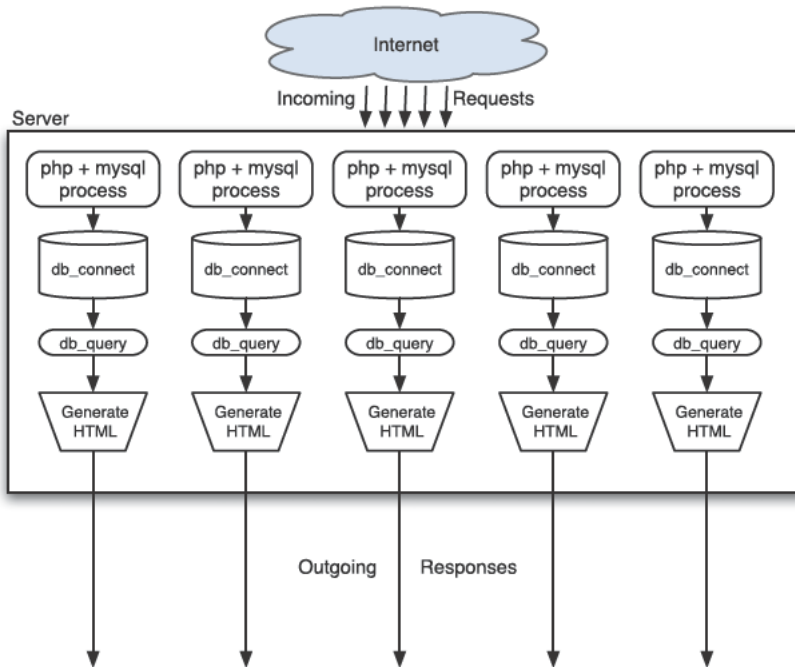 Internet
Incoming Requests
Server
php + mysql process
php + mysql process
php + mysql process
php + mysql process
php + mysql process
db_connect
db_connect
db_connect
db_connect
db_connect
db_query
db_query
db_query
db_query
db_query
Generate HTML
Generate HTML
Generate HTML
Generate HTML
Generate HTML
Outgoing Responses